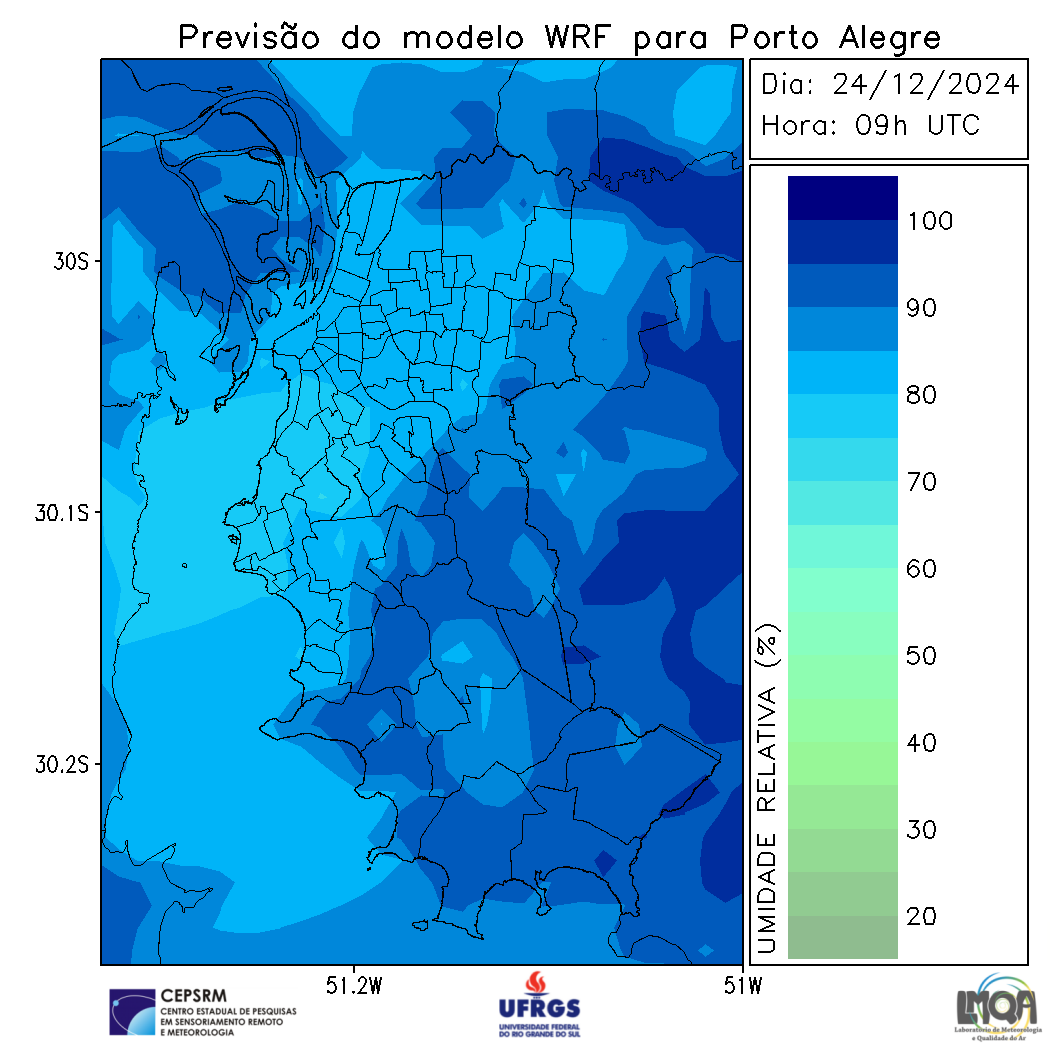 Previsão do modelo WRF para Porto Alegre
Dia: 24/12/2024
Hora: 09h UTC
30S
30.1S
30.2S
51.2W
51W
100
90
80
70
60
50
40
30
20
UMIDADE RELATIVA (%)
CEPSRM
CENTRO ESTADUAL DE PESQUISAS
EM SENSORIAMENTO REMOTO
E METEOROLOGIA
UFRGS
UNIVERSIDADE FEDERAL
DO RIO GRANDE DO SUL
LMQA
Laboratório de Meteorologia
e Qualidade do Ar